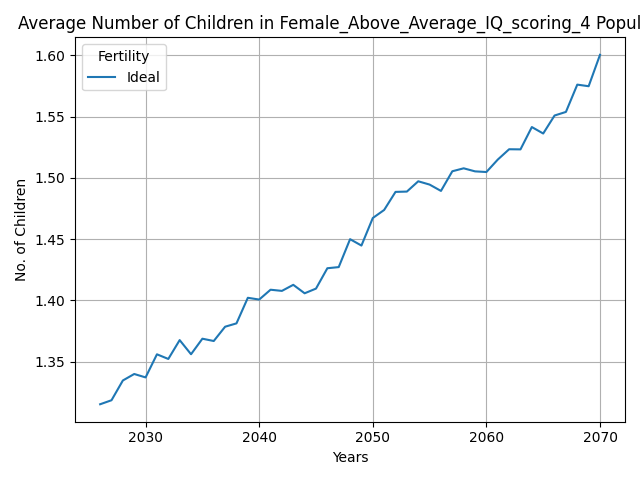 Average Number of Children in Female_Above_Average_IQ_scoring_4 Popul
Fertility
Ideal
No. of Children
1.60
1.55
1.50
1.45
1.40
1.35
2030 2040 2050 2060 2070
Years